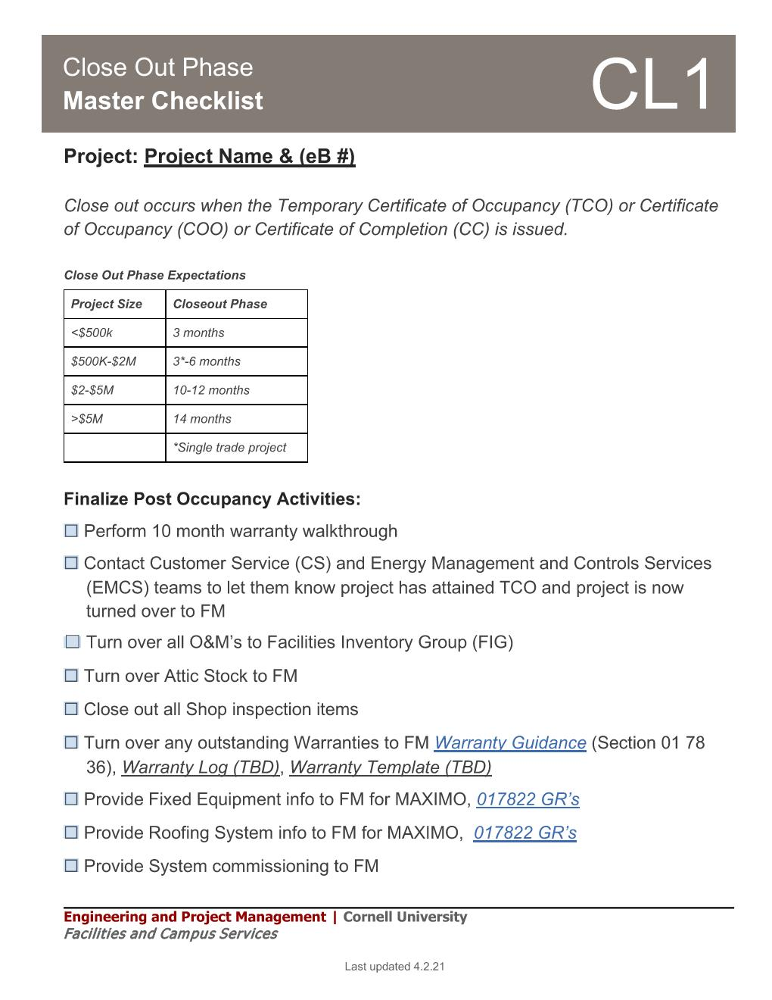 Close Out Phase
Master Checklist
CL1
Project: Project Name & (eB #)
Close out occurs when the Temporary Certificate of Occupancy (TCO) or Certificate
of Occupancy (COO) or Certificate of Completion (CC) is issued.
Close Out Phase Expectations
Project Size Closeout Phase
<$500k 3 months
$500K-$2M 3*-6 months
$2-$5M 10-12 months
>$5M 14 months
*Single trade project
Finalize Post Occupancy Activities:
Perform 10 month warranty walkthrough
Contact Customer Service (CS) and Energy Management and Controls Services
(EMCS) teams to let them know project has attained TCO and project is now
turned over to FM
Turn over all O&M’s to Facilities Inventory Group (FIG)
Turn over Attic Stock to FM
Close out all Shop inspection items
Turn over any outstanding Warranties to FM Warranty Guidance (Section 01 78
36), Warranty Log (TBD), Warranty Template (TBD)
Provide Fixed Equipment info to FM for MAXIMO, 017822 GR’s
Provide Roofing System info to FM for MAXIMO, 017822 GR’s
Provide System commissioning to FM
Engineering and Project Management | Cornell University
Facilities and Campus Services
Last updated 4.2.21